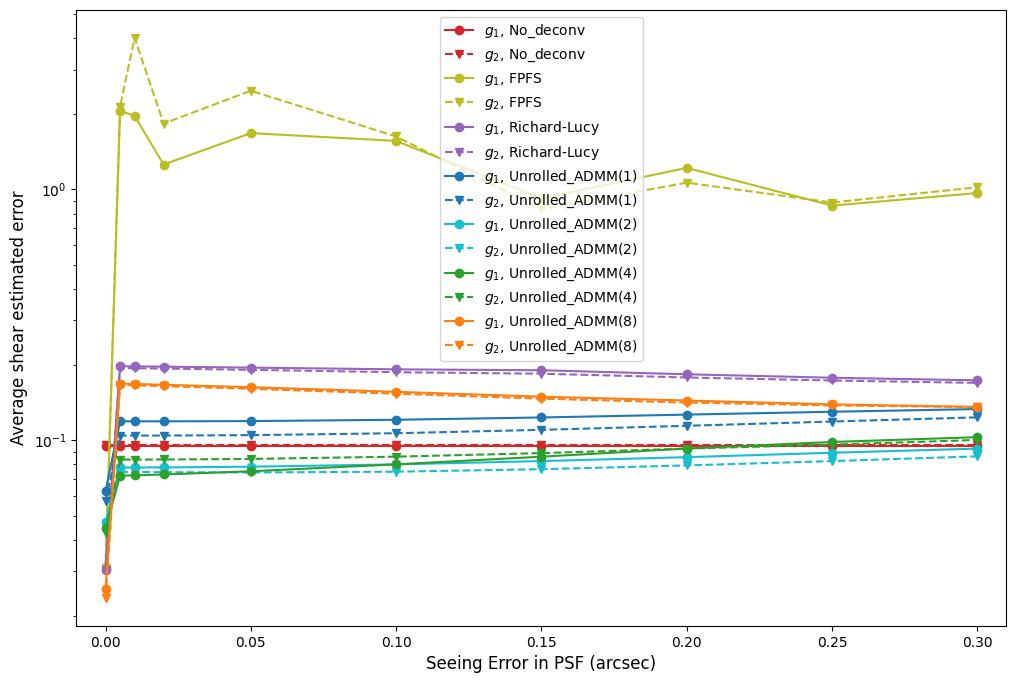 g₁, No_deconv
g₂, No_deconv
g₁, FPFS
g₂, FPFS
g₁, Richard-Lucy
g₂, Richard-Lucy
g₁, Unrolled_ADMM(1)
g₂, Unrolled_ADMM(1)
g₁, Unrolled_ADMM(2)
g₂, Unrolled_ADMM(2)
g₁, Unrolled_ADMM(4)
g₂, Unrolled_ADMM(4)
g₁, Unrolled_ADMM(8)
g₂, Unrolled_ADMM(8)
Average shear estimated error
10⁰
10⁻¹
0.00 0.05 0.10 0.15 0.20 0.25 0.30
Seeing Error in PSF (arcsec)